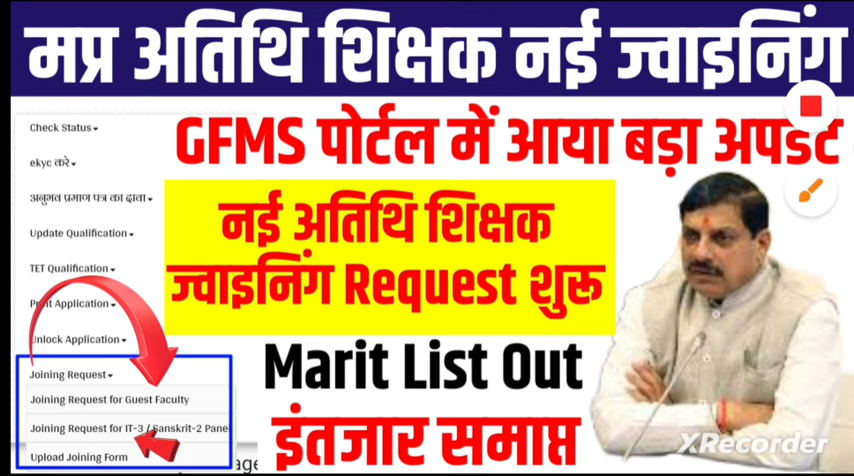 मप्र अतिथि शिक्षक नई ज्वाइनिंग
GFMS पोर्टल में आया बड़ा अपडेट
नई अतिथि शिक्षक
ज्वाइनिंग Request शुरू
Marit List Out
इंतजार समाप्त
Check Status
ekyc करे
अनुभव प्रमाण पत्र का दावा
Update Qualification
TET Qualification
Application
Unlock Application
Joining Request
Joining Request for Guest Faculty
Joining Request for IT-3 / Sanskrit-2 Pane
Upload Joining Form
XRecorder